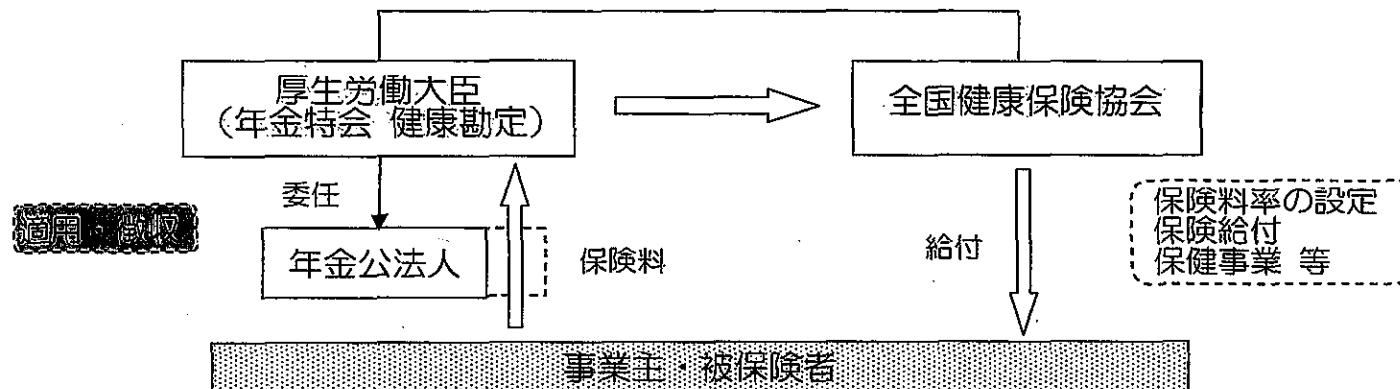 厚生労働大臣
（年金特会 健康勘定）
全国健康保険協会
委任
適用・徴収
年金公法人
保険料
給付
保険料率の設定
保険給付
保健事業 等
事業主・被保険者